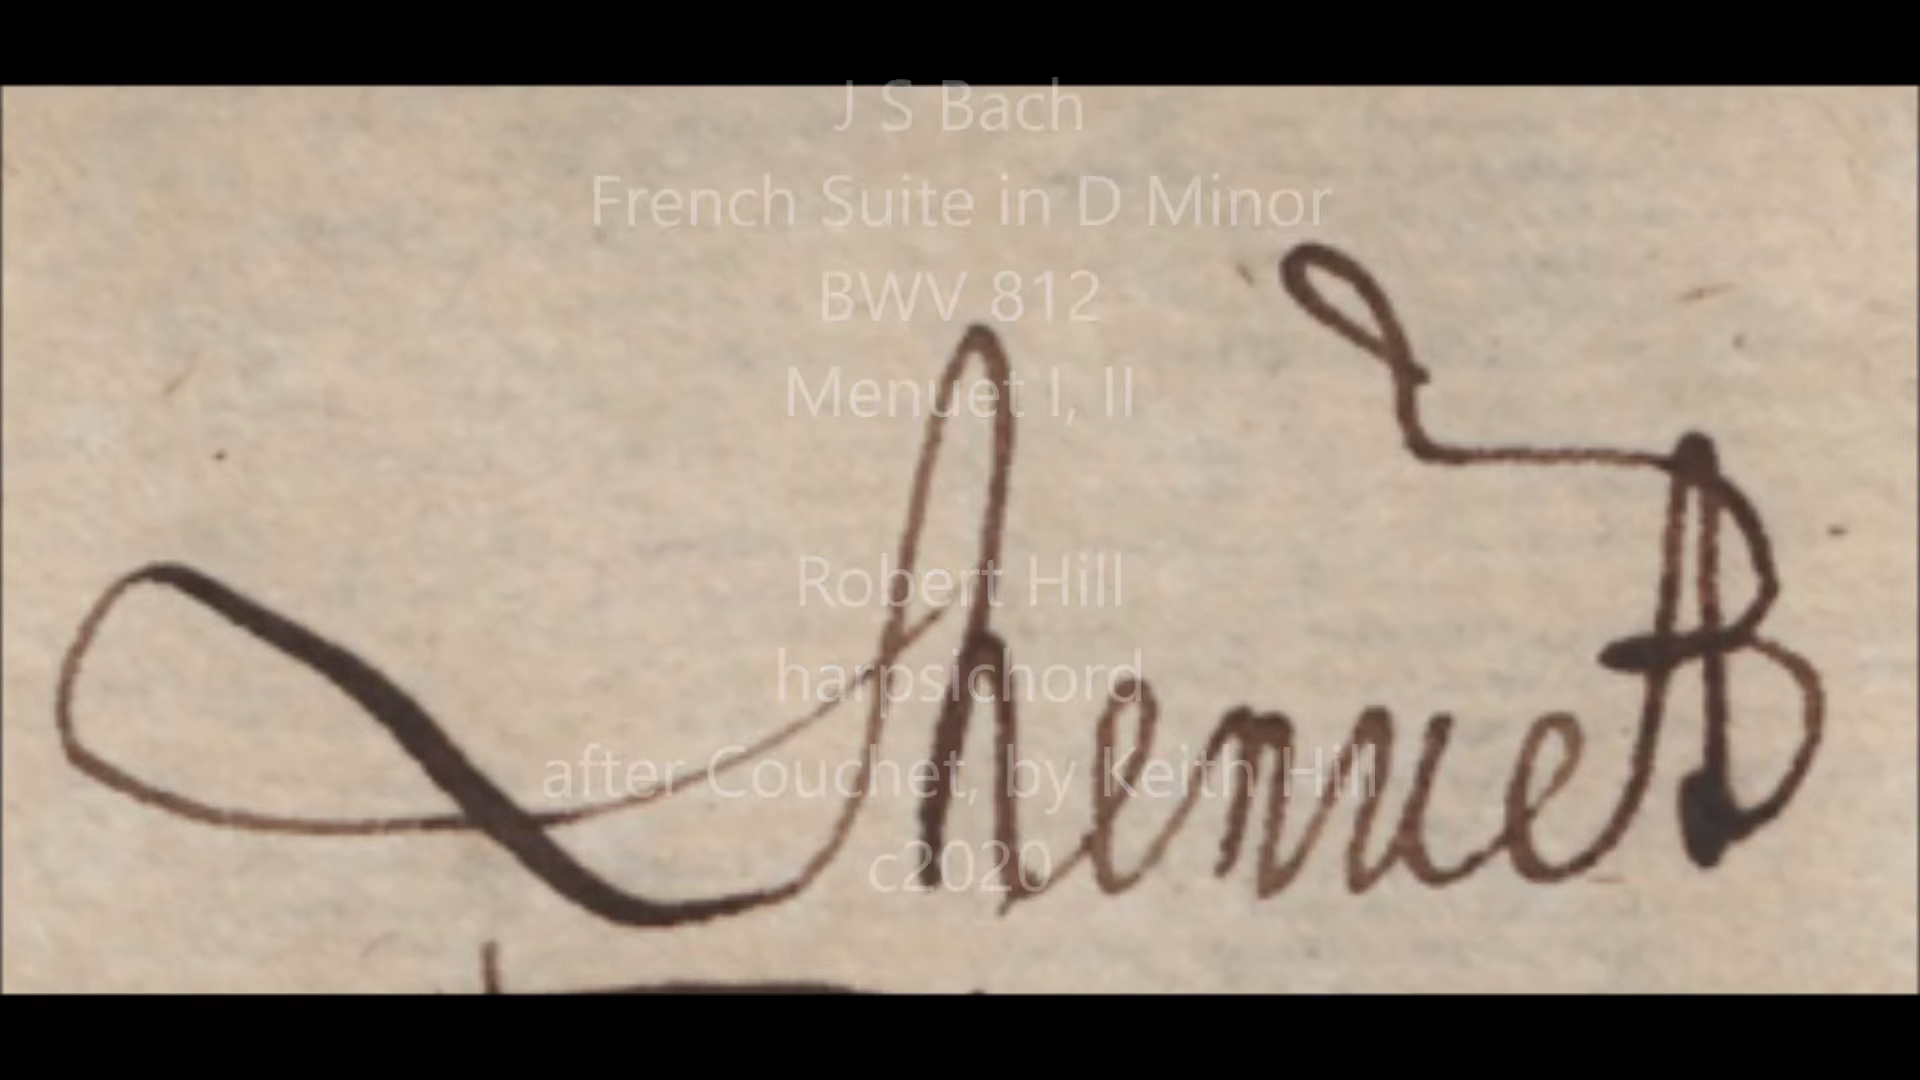 J S Bach
French Suite in D Minor
BWV 812
Menuet I, II
Robert Hill
harpsichord
after Couchet, by Keith Hill
c2020
Menuet